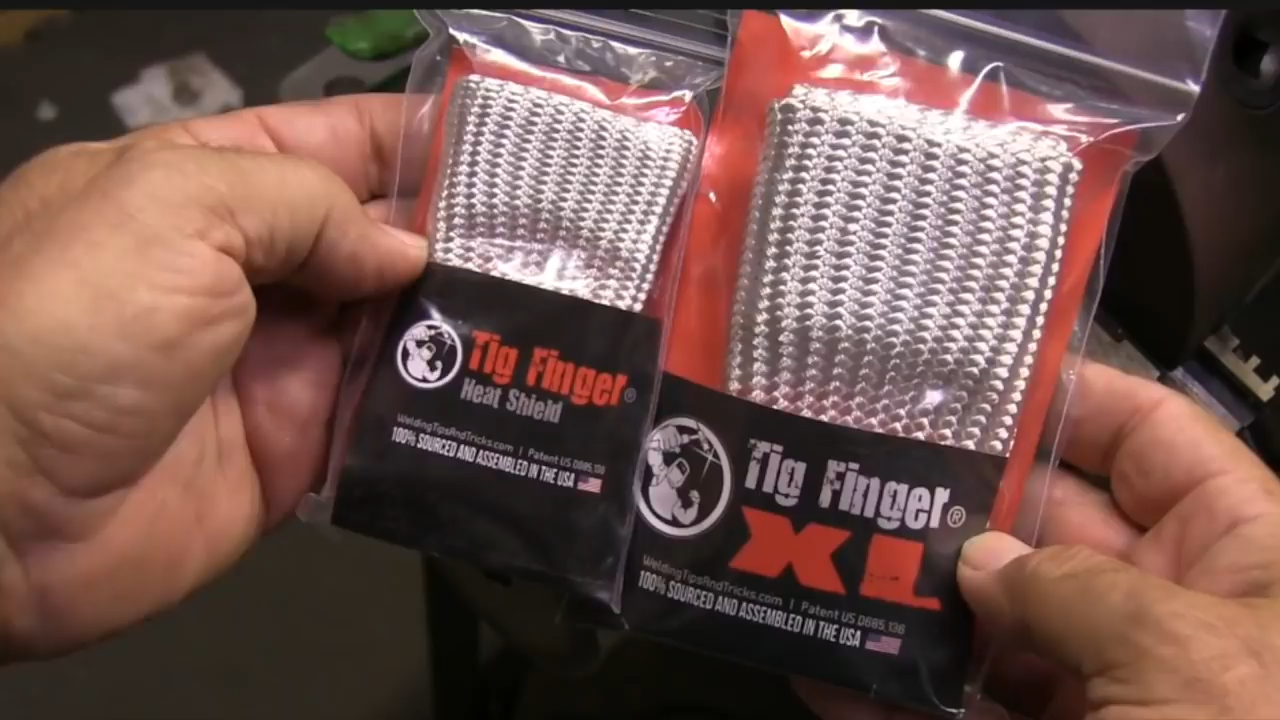 Tig Finger®
Heat Shield
WeldingTipsAndTricks.com | Patent US D685,136
100% SOURCED AND ASSEMBLED IN THE USA
Tig Finger®
XL
WeldingTipsAndTricks.com | Patent US D685,136
100% SOURCED AND ASSEMBLED IN THE USA